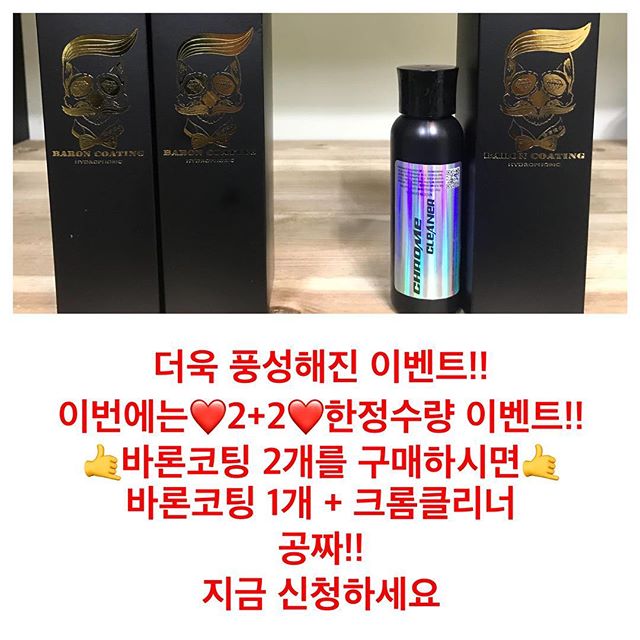 BARON COATING
HYDROPHOBIC
BARON COATING
HYDROPHOBIC
CHROME
CLEANER
BARON COATING
HYDROPHOBIC
더욱 풍성해진 이벤트!!
이번에는❤️2+2❤️한정수량 이벤트!!
🤙바론코팅 2개를 구매하시면🤙
바론코팅 1개 + 크롬클리너
공짜!!
지금 신청하세요